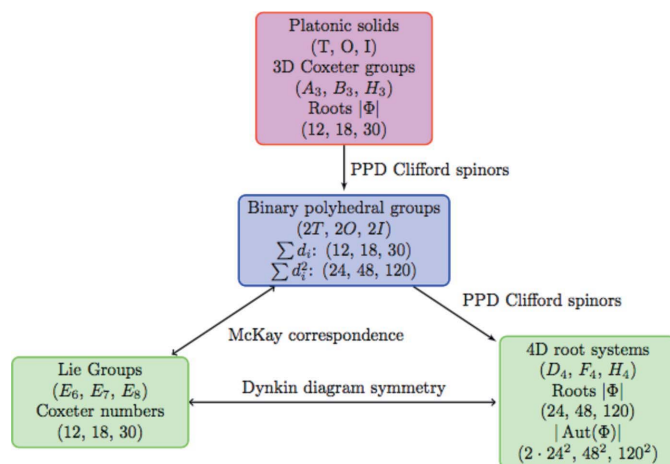 Platonic solids
(T, O, I)
3D Coxeter groups
(A₃, B₃, H₃)
Roots |Φ|
(12, 18, 30)
PPD Clifford spinors
Binary polyhedral groups
(2T, 2O, 2I)
∑ dᵢ: (12, 18, 30)
∑ dᵢ²: (24, 48, 120)
PPD Clifford spinors
McKay correspondence
Lie Groups
(E₆, E₇, E₈)
Coxeter numbers
(12, 18, 30)
Dynkin diagram symmetry
4D root systems
(D₄, F₄, H₄)
Roots |Φ|
(24, 48, 120)
| Aut(Φ)|
(2 · 24², 48², 120²)